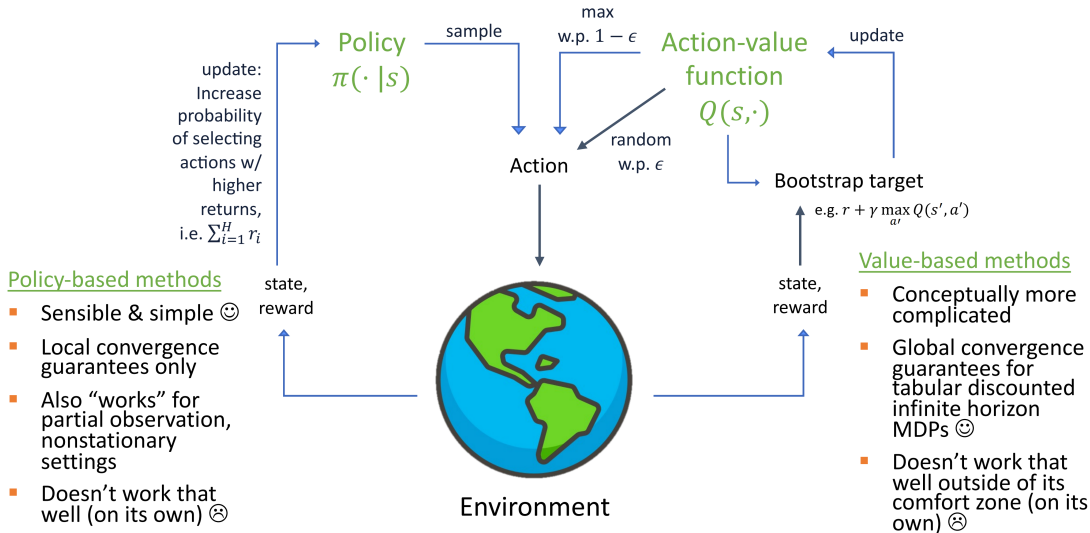 Policy
π(· |s)
sample
max
w.p. 1 − ϵ
Action-value
function
Q(s,·)
update
update:
Increase
probability
of selecting
actions w/
higher
returns,
i.e. ∑_{i=1}^{H} r_i
Action
random
w.p. ϵ
Bootstrap target
e.g. r + γ max_{a′} Q(s′, a′)
state,
reward
state,
reward
Policy-based methods
▪ Sensible & simple ☺
▪ Local convergence
guarantees only
▪ Also “works” for
partial observation,
nonstationary
settings
▪ Doesn’t work that
well (on its own) ☹
Environment
Value-based methods
▪ Conceptually more
complicated
▪ Global convergence
guarantees for
tabular discounted
infinite horizon
MDPs ☺
▪ Doesn’t work that
well outside of its
comfort zone (on its
own) ☹